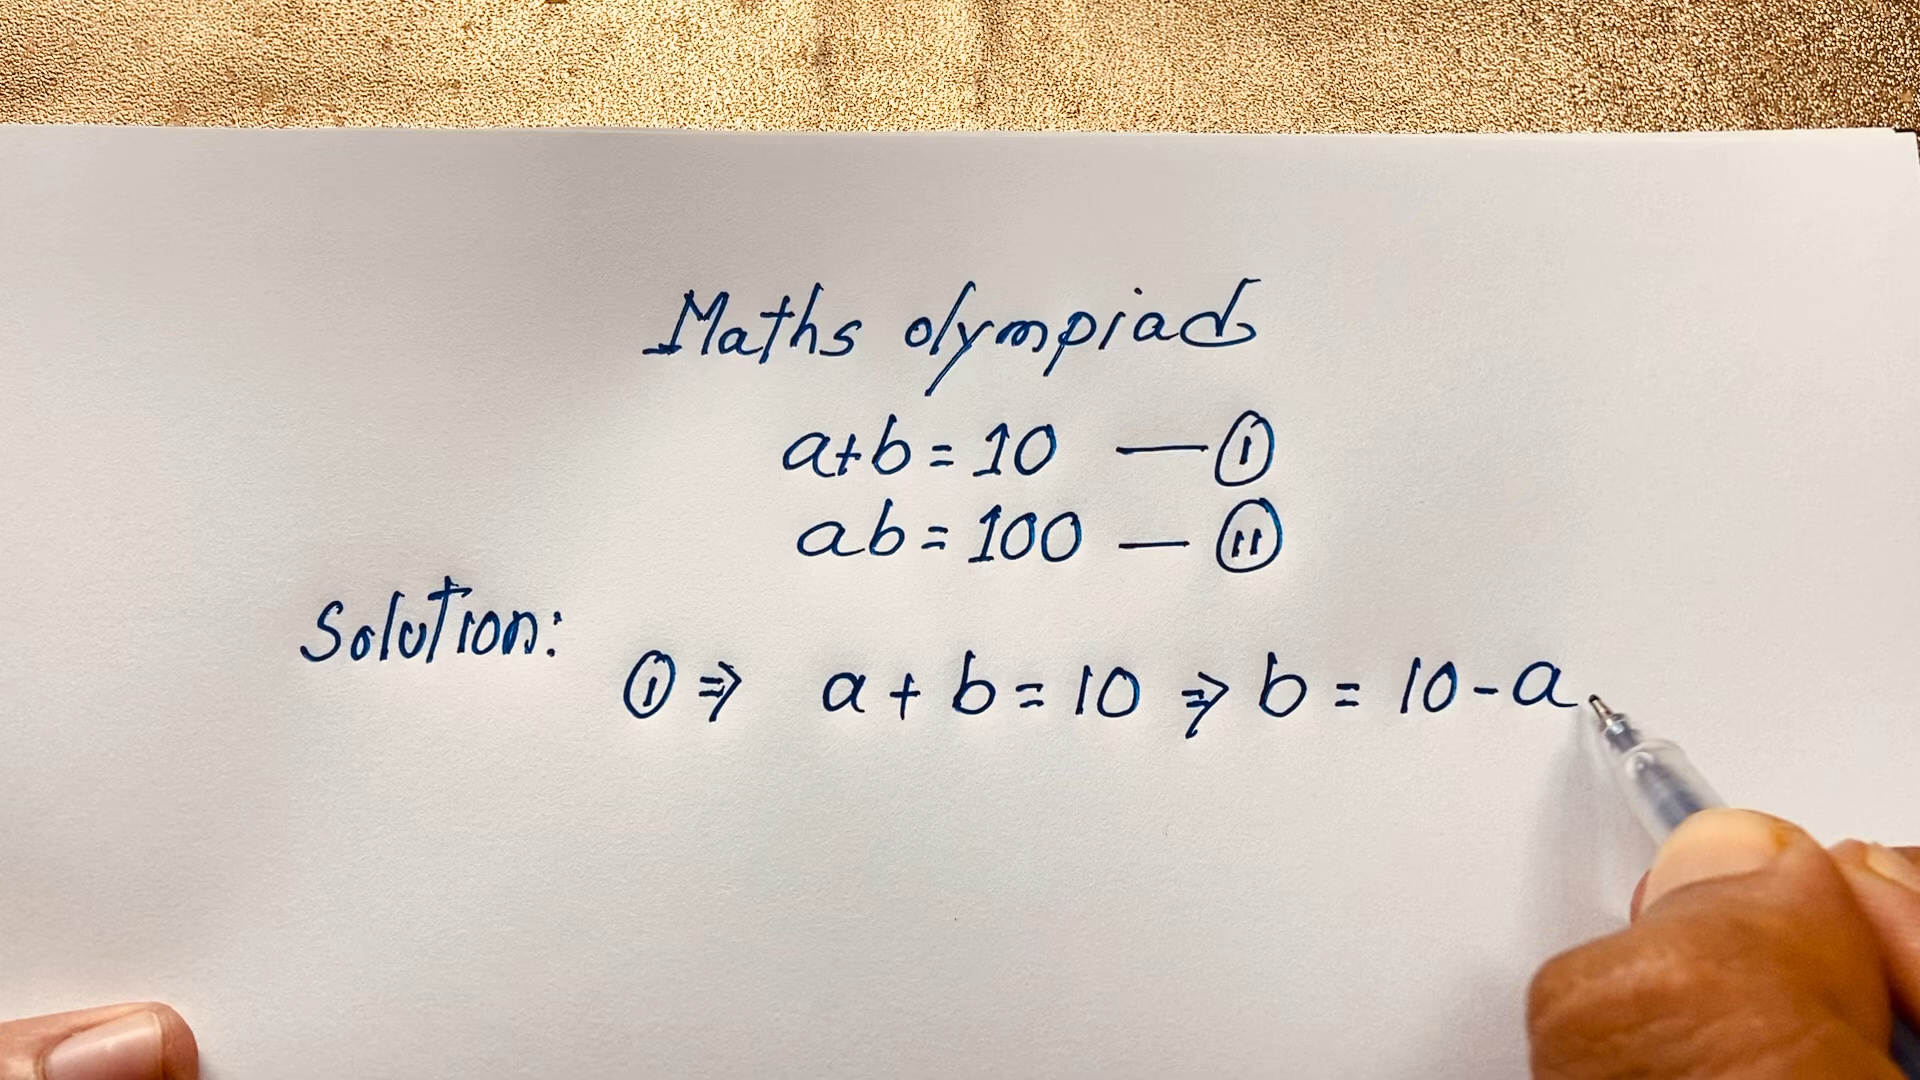 Maths olympiad
a+b = 10 — ①
ab = 100 — ⑪
Solution:
① ⇒ a + b = 10 ⇒ b = 10 - a